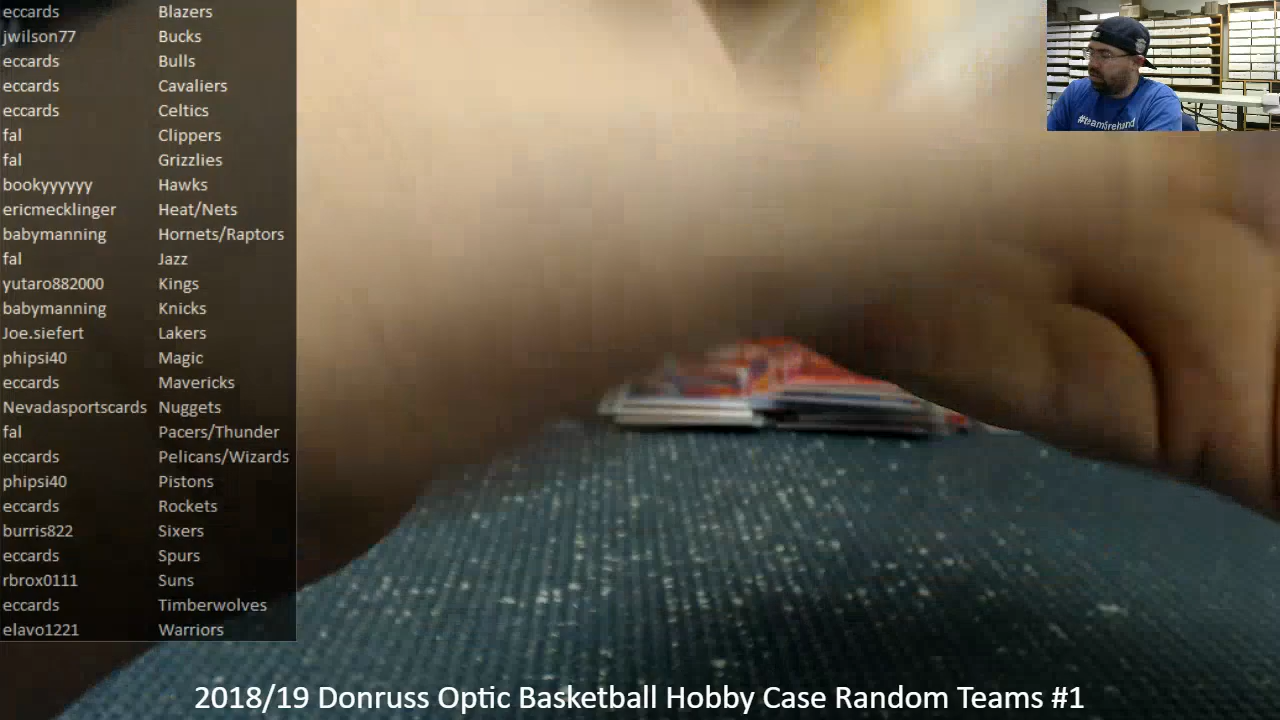 eccards Blazers
jwilson77 Bucks
eccards Bulls
eccards Cavaliers
eccards Celtics
fal Clippers
fal Grizzlies
bookyyyyyy Hawks
ericmecklinger Heat/Nets
babymanning Hornets/Raptors
fal Jazz
yutaro882000 Kings
babymanning Knicks
Joe.siefert Lakers
phipsi40 Magic
eccards Mavericks
Nevadasportscards Nuggets
fal Pacers/Thunder
eccards Pelicans/Wizards
phipsi40 Pistons
eccards Rockets
burris822 Sixers
eccards Spurs
rbrox0111 Suns
eccards Timberwolves
elavo1221 Warriors
#teamfirehand
2018/19 Donruss Optic Basketball Hobby Case Random Teams #1